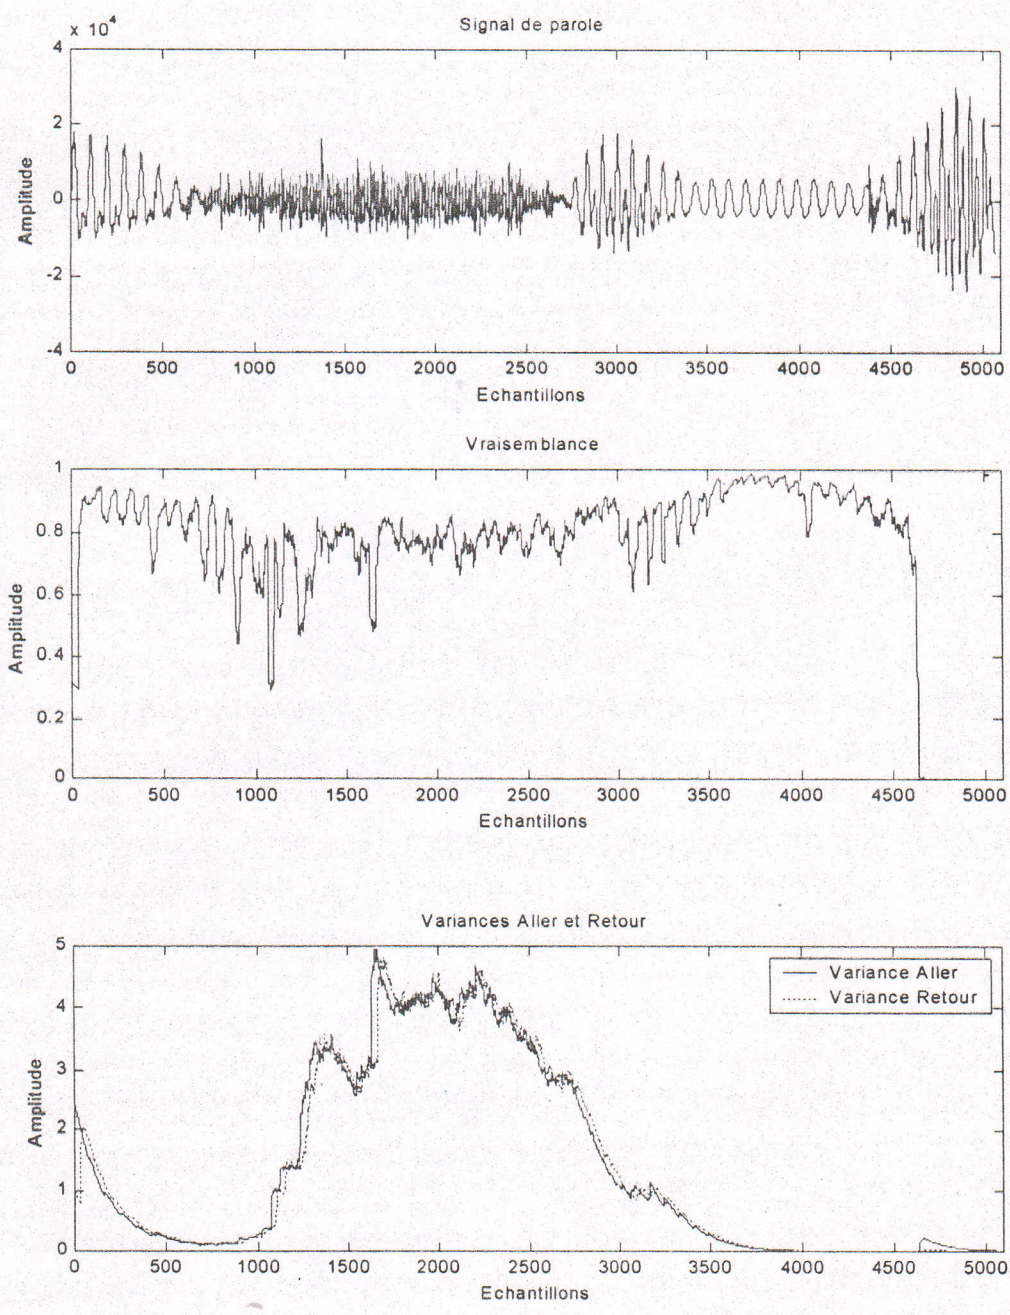 Signal de parole
x 10^4
4
2
0
-2
-4
Amplitude
0 500 1000 1500 2000 2500 3000 3500 4000 4500 5000
Echantillons
Vraisemblance
1
0.8
0.6
0.4
0.2
0
Amplitude
0 500 1000 1500 2000 2500 3000 3500 4000 4500 5000
Echantillons
Variances Aller et Retour
5
4
3
2
1
0
Amplitude
Variance Aller
Variance Retour
0 500 1000 1500 2000 2500 3000 3500 4000 4500 5000
Echantillons